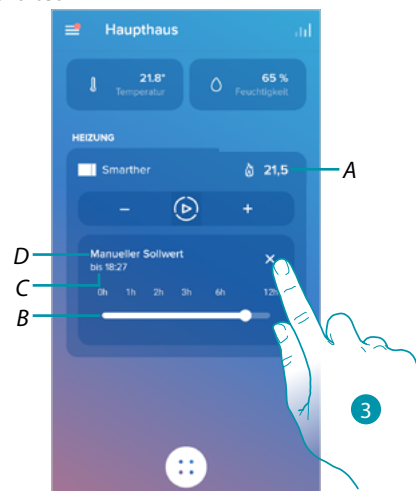 Haupthaus
21.8°
Temperatur
65 %
Feuchtigkeit
HEIZUNG
Smarther
21,5
A
–
+
D
Manueller Sollwert
C
bis 18:27
0h 1h 2h 3h 6h 12h
B
3